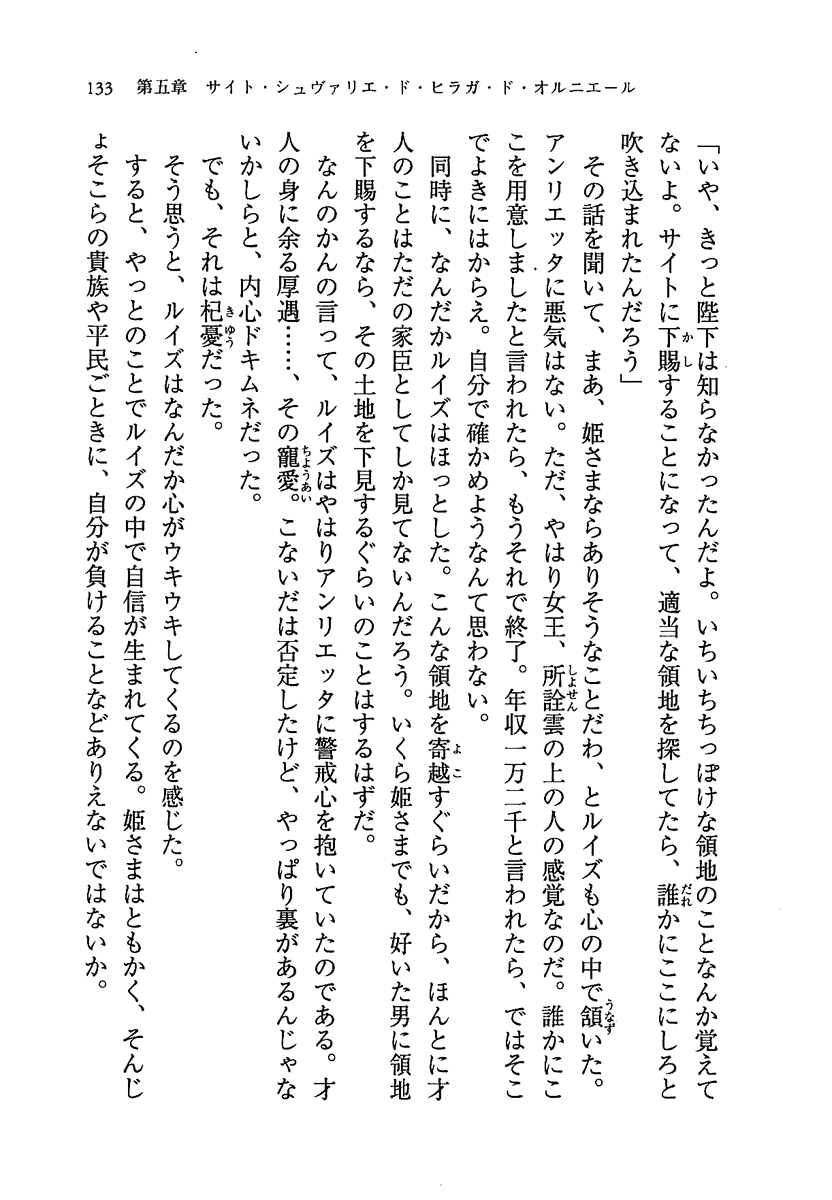 133　第五章　サイト・シュヴァリエ・ド・ヒラガ・ド・オルニエール
「いや、きっと陛下は知らなかったんだよ。いちいちちっぽけな領地のことなんか覚えて
ないよ。サイトに下賜することになって、適当な領地を探してたら、誰かにここにしろと
吹き込まれたんだろう」
　その話を聞いて、まあ、姫さまならありそうなことだわ、とルイズも心の中で頷いた。
アンリエッタに悪気はない。ただ、やはり女王、所詮雲の上の人の感覚なのだ。誰かにこ
こを用意しましたと言われたら、もうそれで終了。年収一万二千と言われたら、ではそこ
でよきにはからえ。自分で確かめようなんて思わない。
　同時に、なんだかルイズはほっとした。こんな領地を寄越すぐらいだから、ほんとに才
人のことはただの家臣としてしか見てないんだろう。いくら姫さまでも、好いた男に領地
を下賜するなら、その土地を下見するぐらいのことはするはずだ。
　なんのかんの言って、ルイズはやはりアンリエッタに警戒心を抱いていたのである。才
人の身に余る厚遇……、その寵愛。こないだは否定したけど、やっぱり裏があるんじゃな
いかしらと、内心ドキムネだった。
　でも、それは杞憂だった。
　そう思うと、ルイズはなんだか心がウキウキしてくるのを感じた。
　すると、やっとのことでルイズの中で自信が生まれてくる。姫さまはともかく、そんじ
ょそこらの貴族や平民ごときに、自分が負けることなどありえないではないか。